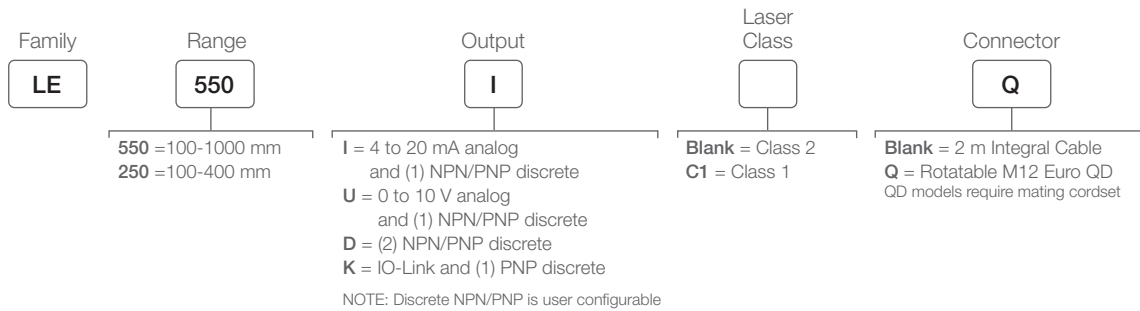 Family
Range
Output
Laser
Class
Connector
LE
550
I
Q
550 =100-1000 mm
250 =100-400 mm
I = 4 to 20 mA analog
and (1) NPN/PNP discrete
U = 0 to 10 V analog
and (1) NPN/PNP discrete
D = (2) NPN/PNP discrete
K = IO-Link and (1) PNP discrete
NOTE: Discrete NPN/PNP is user configurable
Blank = Class 2
C1 = Class 1
Blank = 2 m Integral Cable
Q = Rotatable M12 Euro QD
QD models require mating cordset